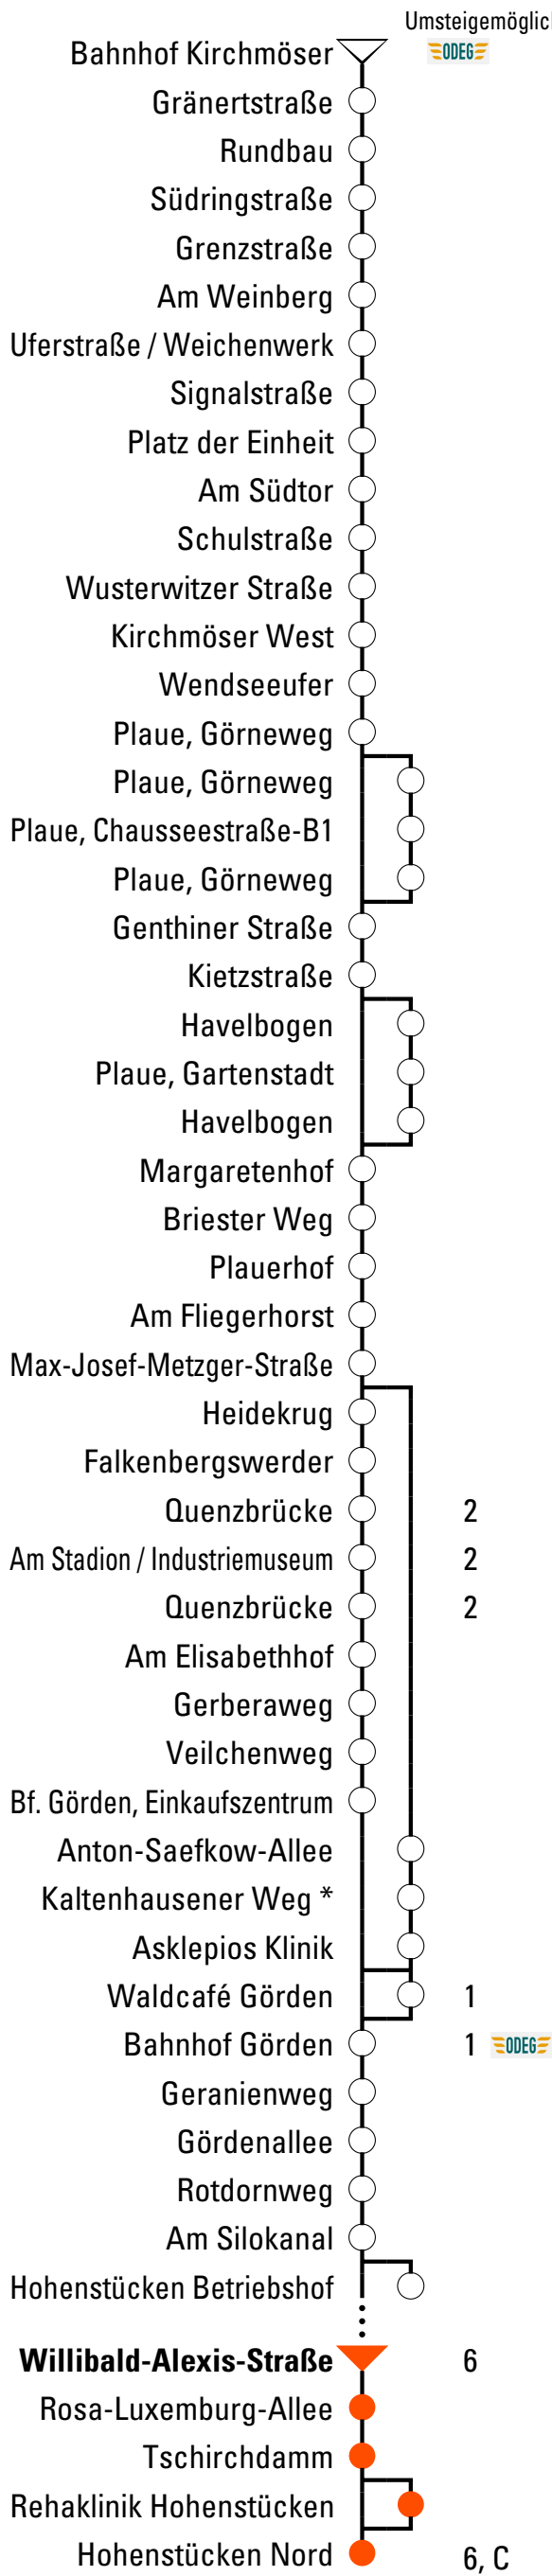 Umsteigemöglic
Bahnhof Kirchmöser ODEG
Gränertstraße
Rundbau
Südringstraße
Grenzstraße
Am Weinberg
Uferstraße / Weichenwerk
Signalstraße
Platz der Einheit
Am Südtor
Schulstraße
Wusterwitzer Straße
Kirchmöser West
Wendseeufer
Plaue, Görneweg
Plaue, Görneweg
Plaue, Chausseestraße-B1
Plaue, Görneweg
Genthiner Straße
Kietzstraße
Havelbogen
Plaue, Gartenstadt
Havelbogen
Margaretenhof
Briester Weg
Plauerhof
Am Fliegerhorst
Max-Josef-Metzger-Straße
Heidekrug
Falkenbergswerder
Quenzbrücke 2
Am Stadion / Industriemuseum 2
Quenzbrücke 2
Am Elisabethhof
Gerberaweg
Veilchenweg
Bf. Görden, Einkaufszentrum
Anton-Saefkow-Allee
Kaltenhausener Weg *
Asklepios Klinik
Waldcafé Görden 1
Bahnhof Görden 1 ODEG
Geranienweg
Gördenallee
Rotdornweg
Am Silokanal
Hohenstücken Betriebshof
Willibald-Alexis-Straße 6
Rosa-Luxemburg-Allee
Tschirchdamm
Rehaklinik Hohenstücken
Hohenstücken Nord 6, C